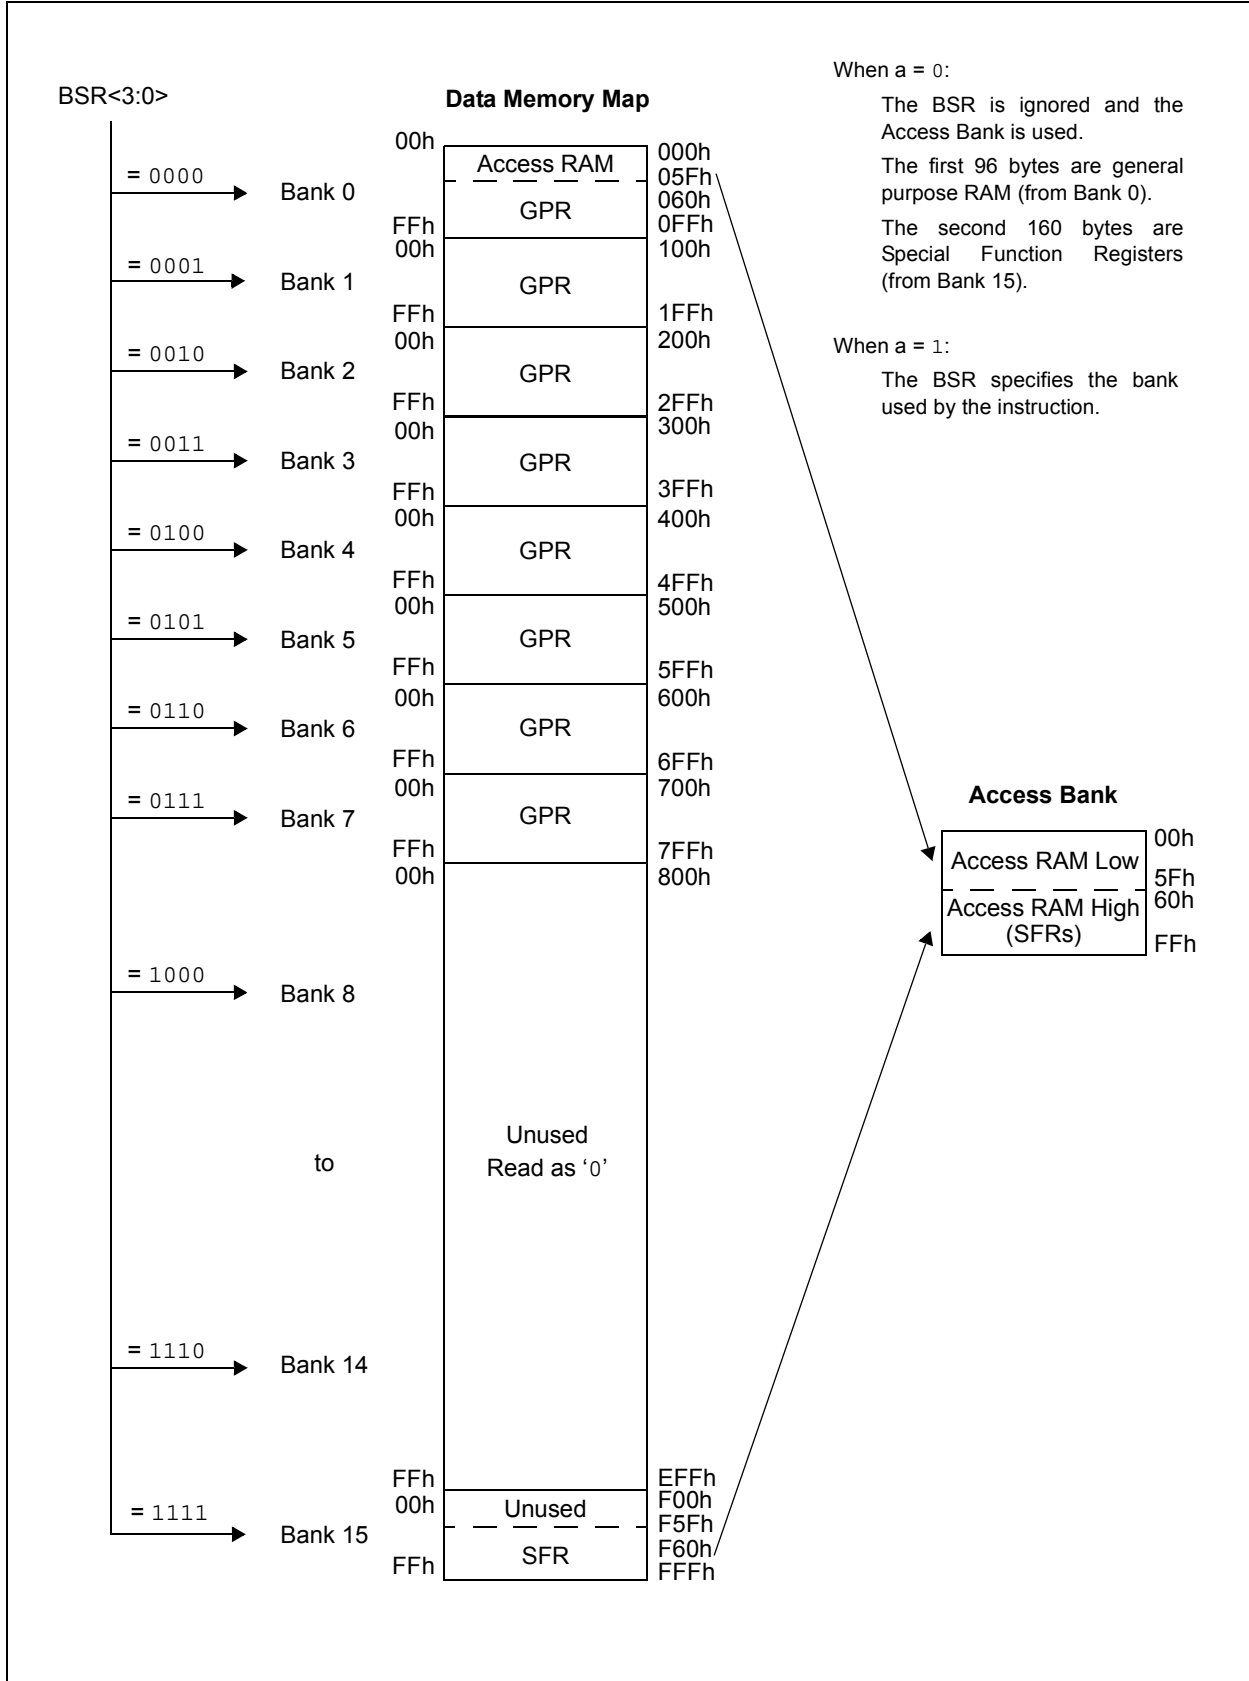 When a = 0:
BSR<3:0>
Data Memory Map
The BSR is ignored and the
Access Bank is used.
The first 96 bytes are general
purpose RAM (from Bank 0).
The second 160 bytes are
Special Function Registers
(from Bank 15).
When a = 1:
The BSR specifies the bank
used by the instruction.
= 0000
Bank 0
00h
Access RAM
000h
05Fh
060h
GPR
FFh
0FFh
= 0001
Bank 1
00h
100h
GPR
FFh
1FFh
= 0010
Bank 2
00h
200h
GPR
FFh
2FFh
= 0011
Bank 3
00h
300h
GPR
FFh
3FFh
= 0100
Bank 4
00h
400h
GPR
FFh
4FFh
= 0101
Bank 5
00h
500h
GPR
FFh
5FFh
= 0110
Bank 6
00h
600h
GPR
FFh
6FFh
= 0111
Bank 7
00h
700h
GPR
FFh
7FFh
Access Bank
00h
Access RAM Low
5Fh
60h
Access RAM High
(SFRs)
FFh
00h
800h
= 1000
Bank 8
to
Unused
Read as ‘0’
= 1110
Bank 14
FFh
EFFh
= 1111
Bank 15
00h
F00h
Unused
F5Fh
F60h
SFR
FFh
FFFh